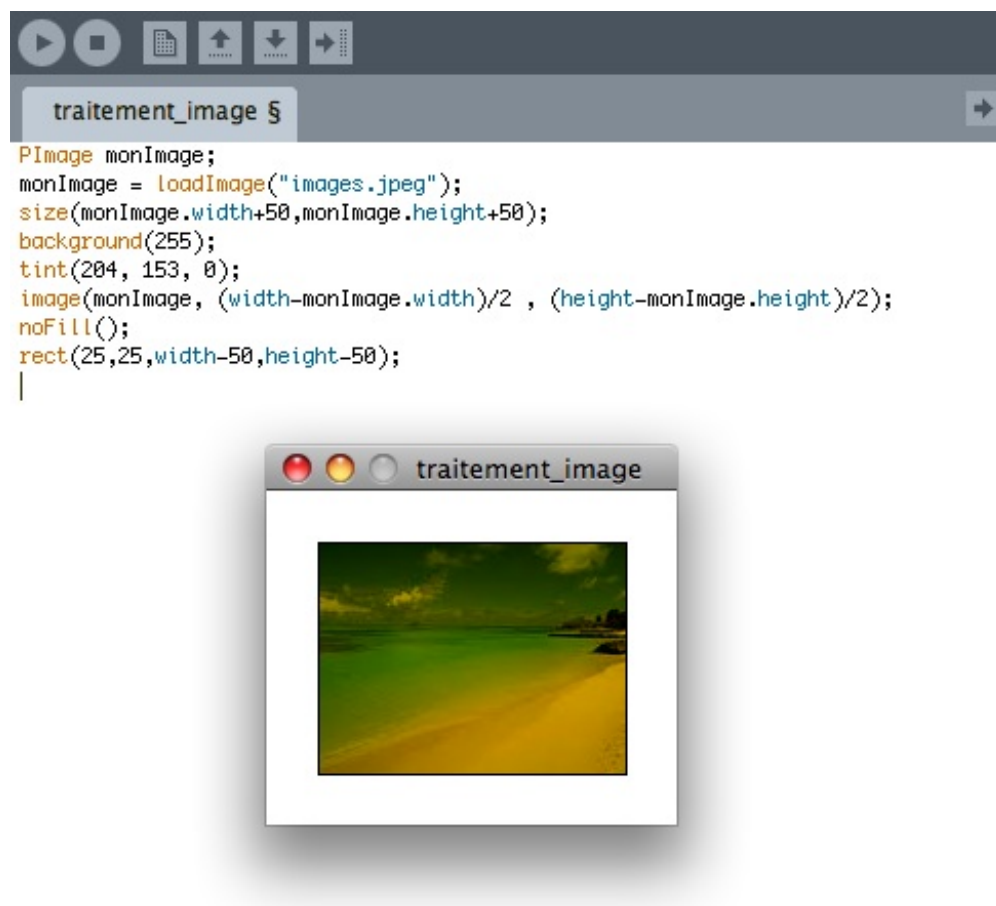 traitement_image §
PImage monImage;
monImage = loadImage("images.jpeg");
size(monImage.width+50,monImage.height+50);
background(255);
tint(204, 153, 0);
image(monImage, (width-monImage.width)/2 , (height-monImage.height)/2);
noFill();
rect(25,25,width-50,height-50);
traitement_image